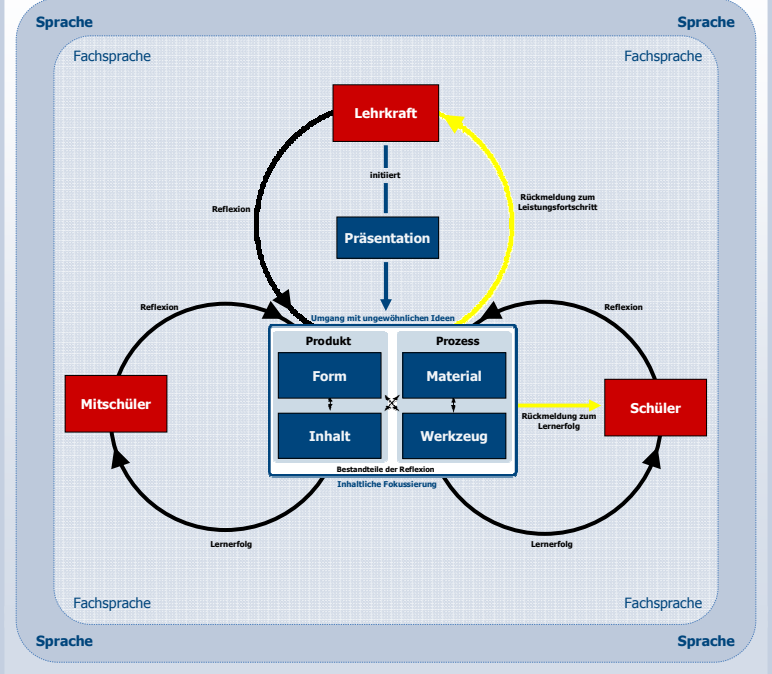 Sprache
Sprache
Fachsprache
Fachsprache
Lehrkraft
initiiert
Rückmeldung zum
Leistungsfortschritt
Reflexion
Präsentation
Reflexion
Reflexion
Umgang mit ungewöhnlichen Ideen
Produkt
Prozess
Form
Material
Mitschüler
Schüler
Rückmeldung zum
Lernerfolg
Inhalt
Werkzeug
Bestandteile der Reflexion
Inhaltliche Fokussierung
Lernerfolg
Lernerfolg
Fachsprache
Fachsprache
Sprache
Sprache